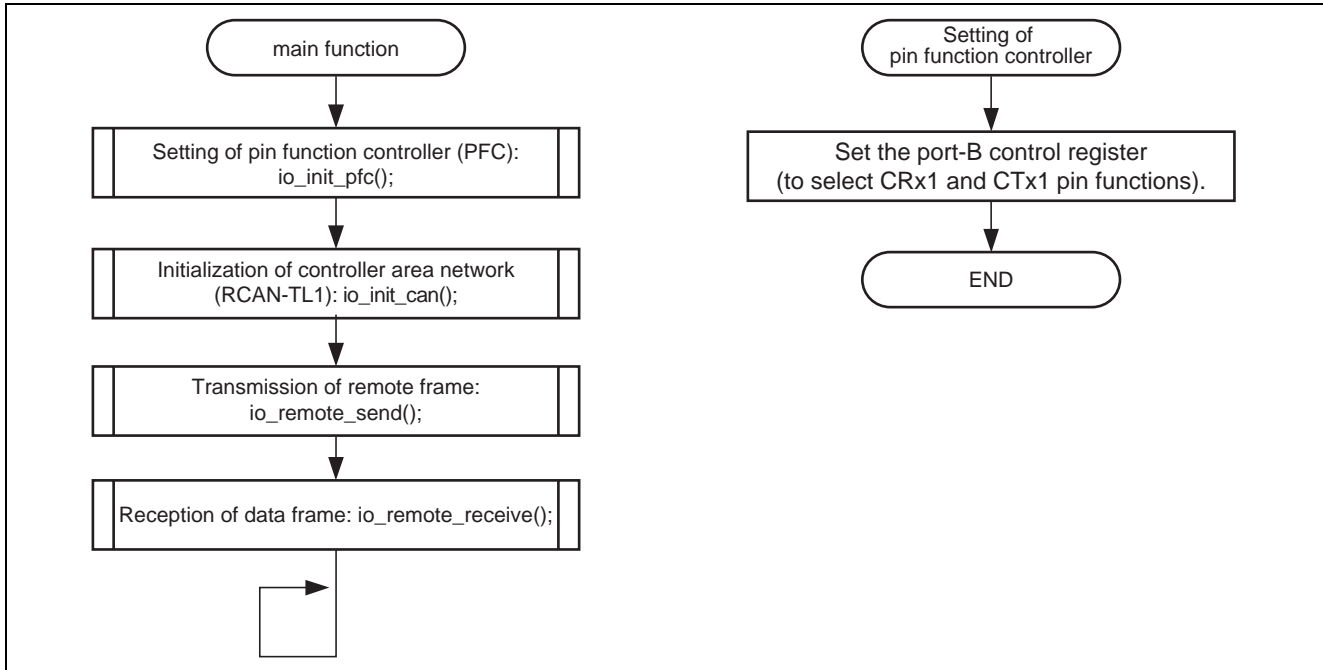 main function
Setting of pin function controller (PFC):
io_init_pfc();
Initialization of controller area network
(RCAN-TL1): io_init_can();
Transmission of remote frame:
io_remote_send();
Reception of data frame: io_remote_receive();
Setting of
pin function controller
Set the port-B control register
(to select CRx1 and CTx1 pin functions).
END